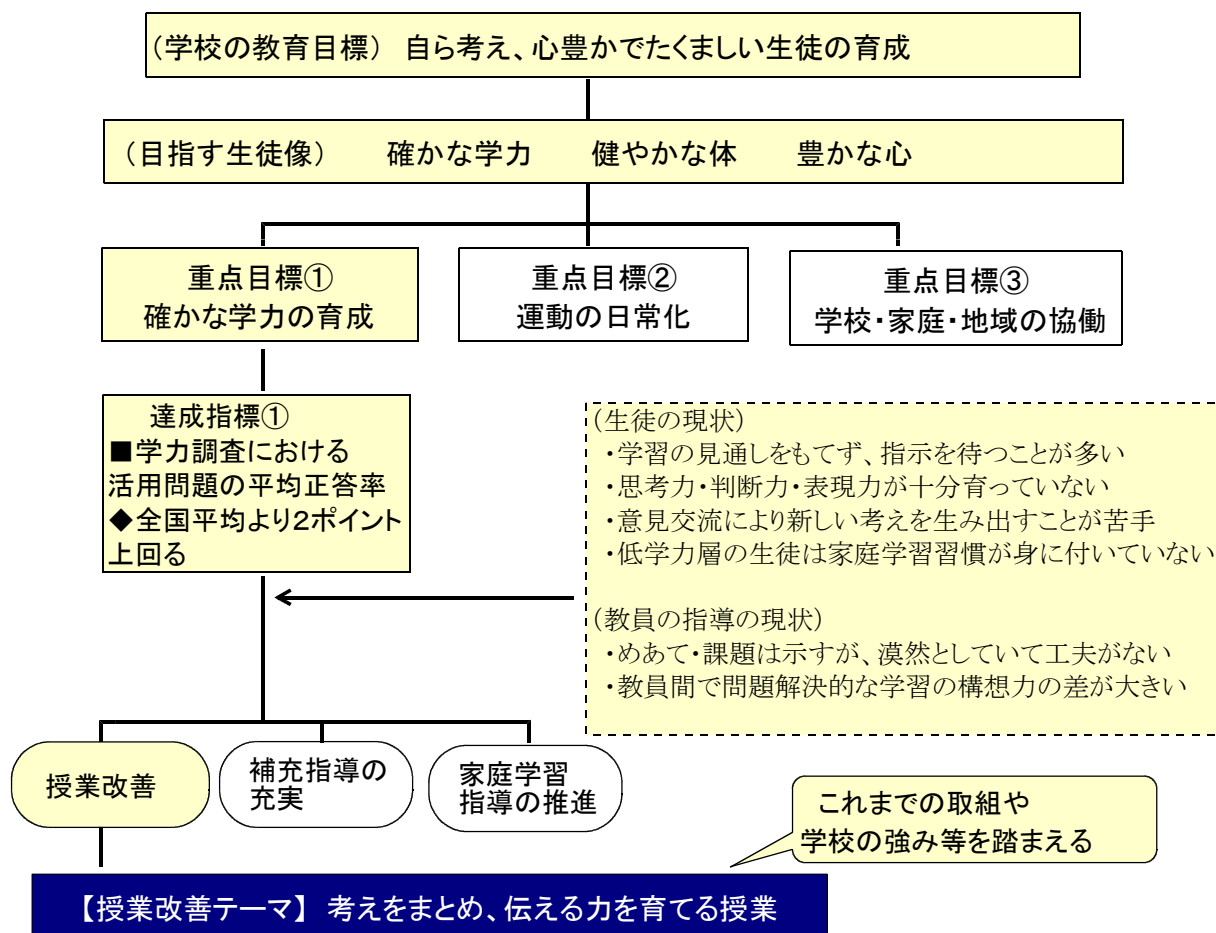 (学校の教育目標) 自ら考え、心豊かでたくましい生徒の育成
(目指す生徒像) 確かな学力 健やかな体 豊かな心
重点目標①
確かな学力の育成
重点目標②
運動の日常化
重点目標③
学校・家庭・地域の協働
達成指標①
■学力調査における
活用問題の平均正答率
◆全国平均より2ポイント
上回る
(生徒の現状)
・学習の見通しをもてず、指示を待つことが多い
・思考力・判断力・表現力が十分育っていない
・意見交流により新しい考えを生み出すことが苦手
・低学力層の生徒は家庭学習習慣が身に付いていない
(教員の指導の現状)
・めあて・課題は示すが、漠然としていて工夫がない
・教員間で問題解決的な学習の構想力の差が大きい
授業改善
補充指導の
充実
家庭学習
指導の推進
これまでの取組や
学校の強み等を踏まえる
【授業改善テーマ】 考えをまとめ、伝える力を育てる授業